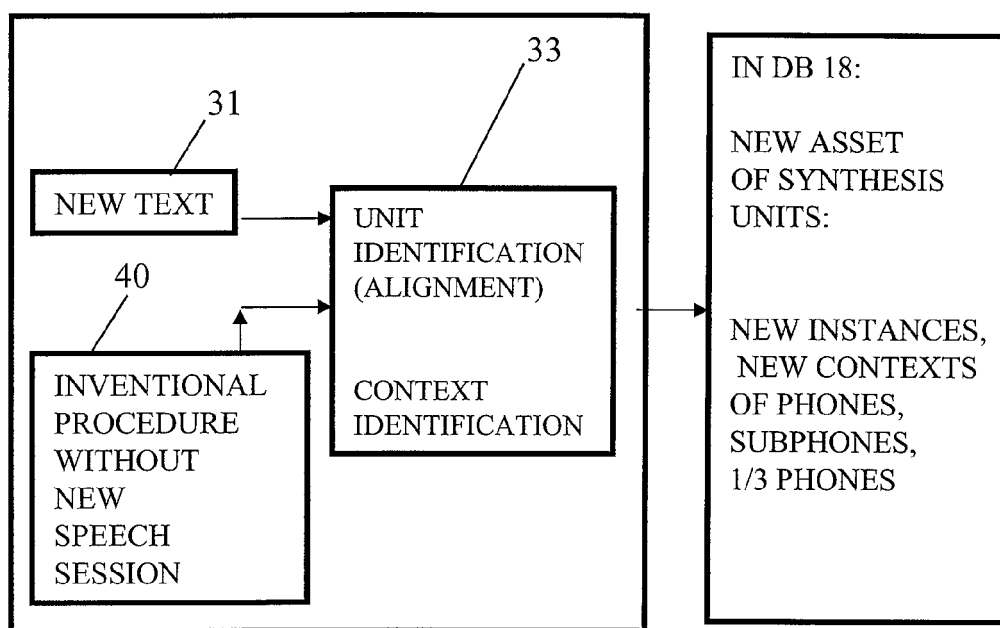 33
31
NEW TEXT
40
INVENTIONAL
PROCEDURE
WITHOUT
NEW
SPEECH
SESSION
UNIT
IDENTIFICATION
(ALIGNMENT)
CONTEXT
IDENTIFICATION
IN DB 18:
NEW ASSET
OF SYNTHESIS
UNITS:
NEW INSTANCES,
NEW CONTEXTS
OF PHONES,
SUBPHONES,
1/3 PHONES